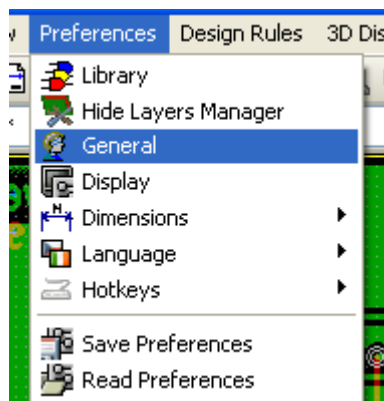 Preferences Design Rules 3D Dis
Library
Hide Layers Manager
General
Display
Dimensions
Language
Hotkeys
Save Preferences
Read Preferences